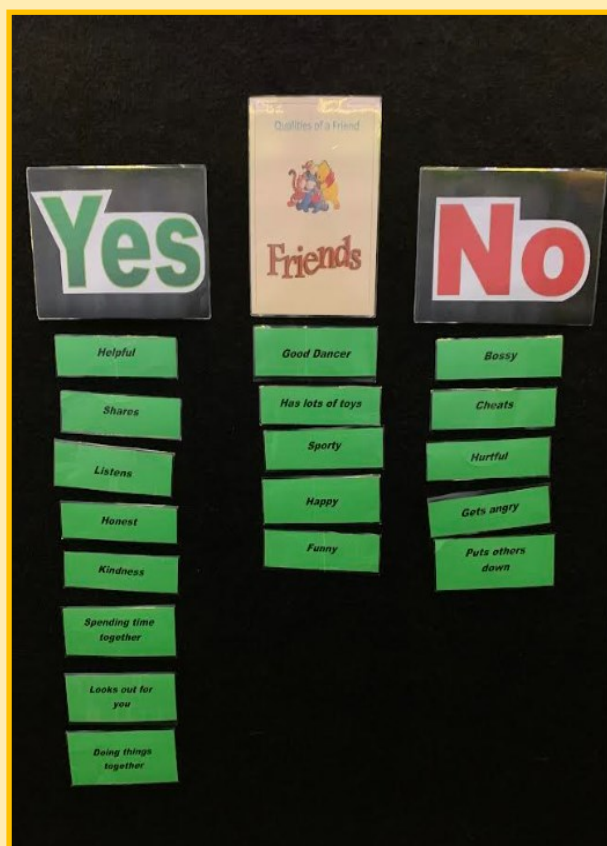 Yes
Helpful
Shares
Listens
Honest
Kindness
Spending time
together
Looks out for
you
Doing things
together
Qualities of a Friend
Friends
Good Dancer
Has lots of toys
Sporty
Happy
Funny
No
Bossy
Cheats
Hurtful
Gets angry
Puts others
down